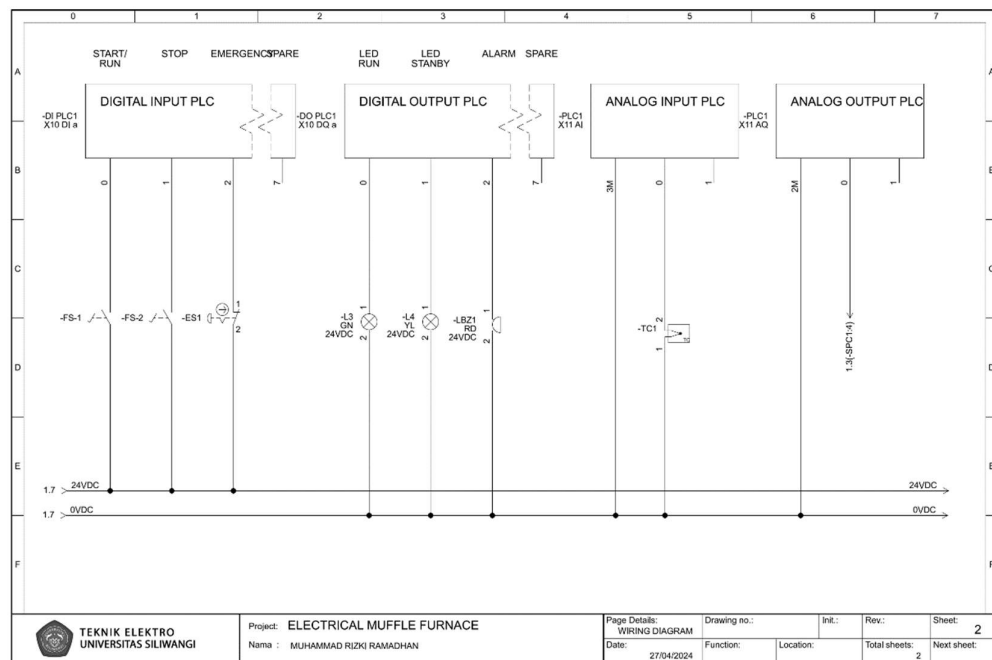 0 1 2 3 4 5 6 7
START/ STOP EMERGENCY SPARE LED LED ALARM SPARE
RUN RUN STANBY
A A
DIGITAL INPUT PLC DIGITAL OUTPUT PLC ANALOG INPUT PLC ANALOG OUTPUT PLC
-DI PLC1 -DO PLC1 -PLC1 -PLC1
X10 DI a X10 DQ a X11 AI X11 AQ
B B
0 1 2 7 0 1 2 7 3M 0 1 2M 0 1
C C
1 1 1 1 2
-FS-1 -FS-2 -ES1 -L3 -L4 -LBZ1 -TC1
GN YL RD
24VDC 24VDC 24VDC
2 2 2 2 1
1.3(-SPC1:4)
D D
E E
1.7 24VDC 24VDC
1.7 0VDC 0VDC
F F
TEKNIK ELEKTRO
UNIVERSITAS SILIWANGI
Project: ELECTRICAL MUFFLE FURNACE
Nama : MUHAMMAD RIZKI RAMADHAN
Page Details: Drawing no.: Init.: Rev.: Sheet:
WIRING DIAGRAM 2
Date: Function: Location: Total sheets: Next sheet:
27/04/2024 2